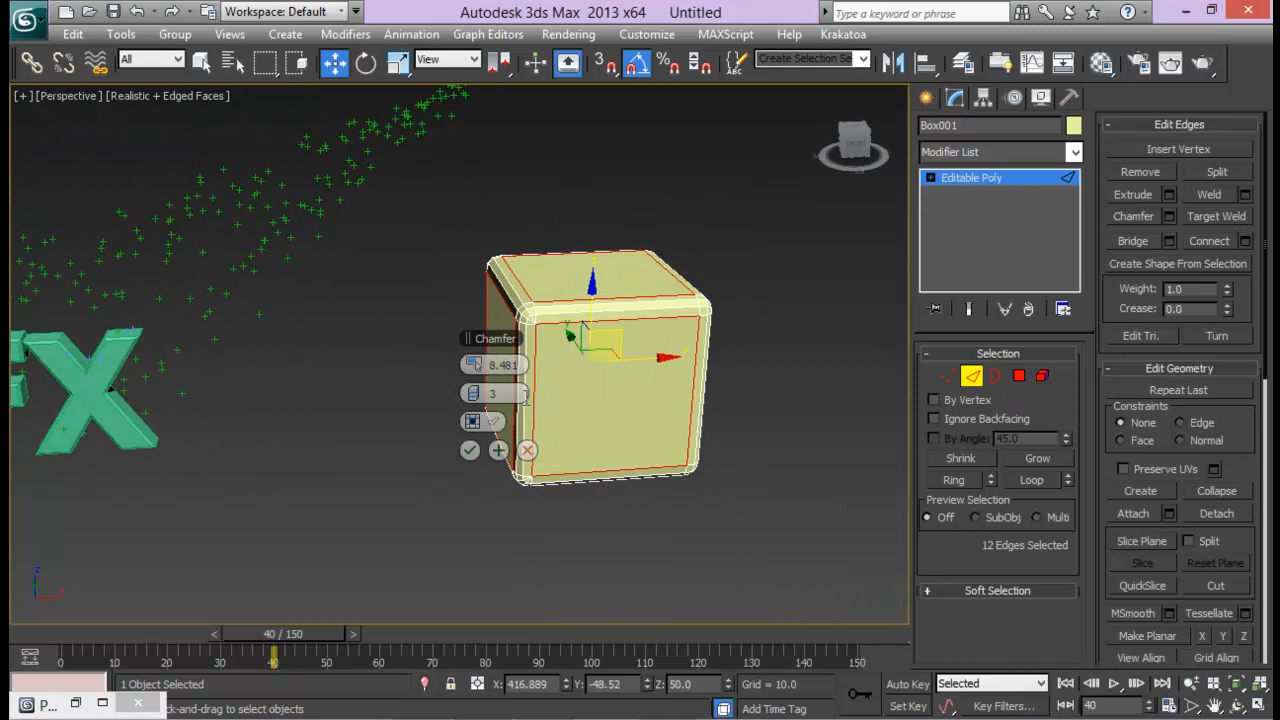 Workspace: Default
Autodesk 3ds Max 2013 x64 Untitled
Type a keyword or phrase
Edit Tools Group Views Create Modifiers Animation Graph Editors Rendering Customize MAXScript Help Krakatoa
All
View
3
Create Selection Se
[+] [Perspective] [Realistic + Edged Faces]
Box001
Modifier List
Editable Poly
Chamfer
8.481
3
Selection
By Vertex
Ignore Backfacing
By Angle: 45.0
Shrink Grow
Ring Loop
Preview Selection
Off SubObj Multi
12 Edges Selected
Soft Selection
Edit Edges
Insert Vertex
Remove Split
Extrude Weld
Chamfer Target Weld
Bridge Connect
Create Shape From Selection
Weight: 1.0
Crease: 0.0
Edit Tri. Turn
Edit Geometry
Repeat Last
Constraints
None Edge
Face Normal
Preserve UVs
Create Collapse
Attach Detach
Slice Plane Split
Slice Reset Plane
QuickSlice Cut
MSmooth Tessellate
Make Planar X Y Z
View Align Grid Align
< 40 / 150 >
0 10 20 30 40 50 60 70 80 90 100 110 120 130 140 150
1 Object Selected
X: 416.889 Y: -48.52 Z: 50.0
Grid = 10.0
Auto Key
Selected
P...
ck-and-drag to select objects
Add Time Tag
Set Key
Key Filters...
40